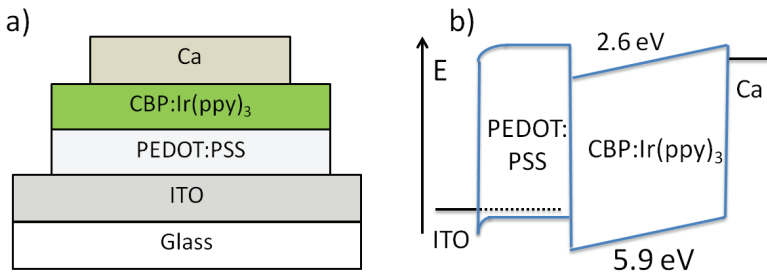 a)
Ca
CBP:Ir(ppy)₃
PEDOT:PSS
ITO
Glass
b)
E
2.6 eV
Ca
PEDOT:
PSS
CBP:Ir(ppy)₃
ITO
5.9 eV